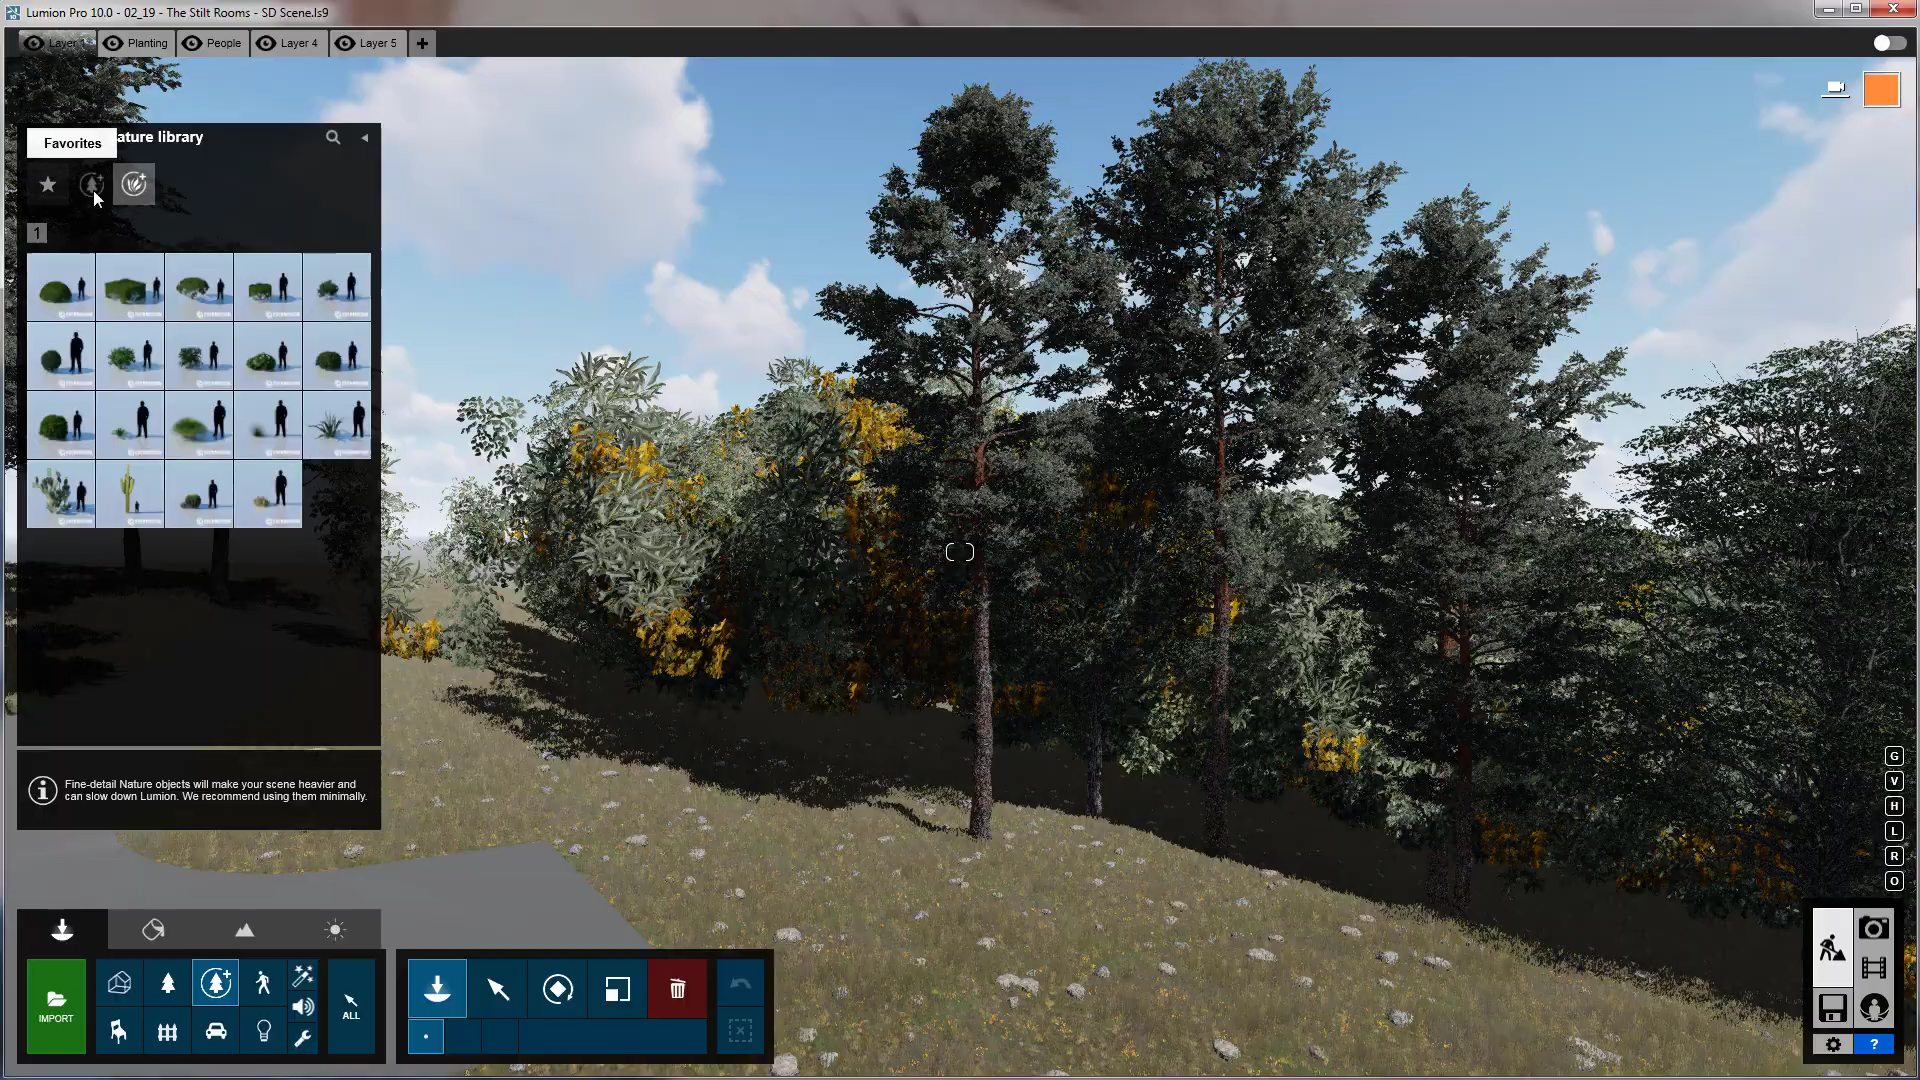 Lumion Pro 10.0 - 02_19 - The Stilt Rooms - SD Scene.ls9
Layer
Planting
People
Layer 4
Layer 5
Favorites
ature library
1
Fine-detail Nature objects will make your scene heavier and
can slow down Lumion. We recommend using them minimally.
G
V
H
L
R
O
IMPORT
ALL
?